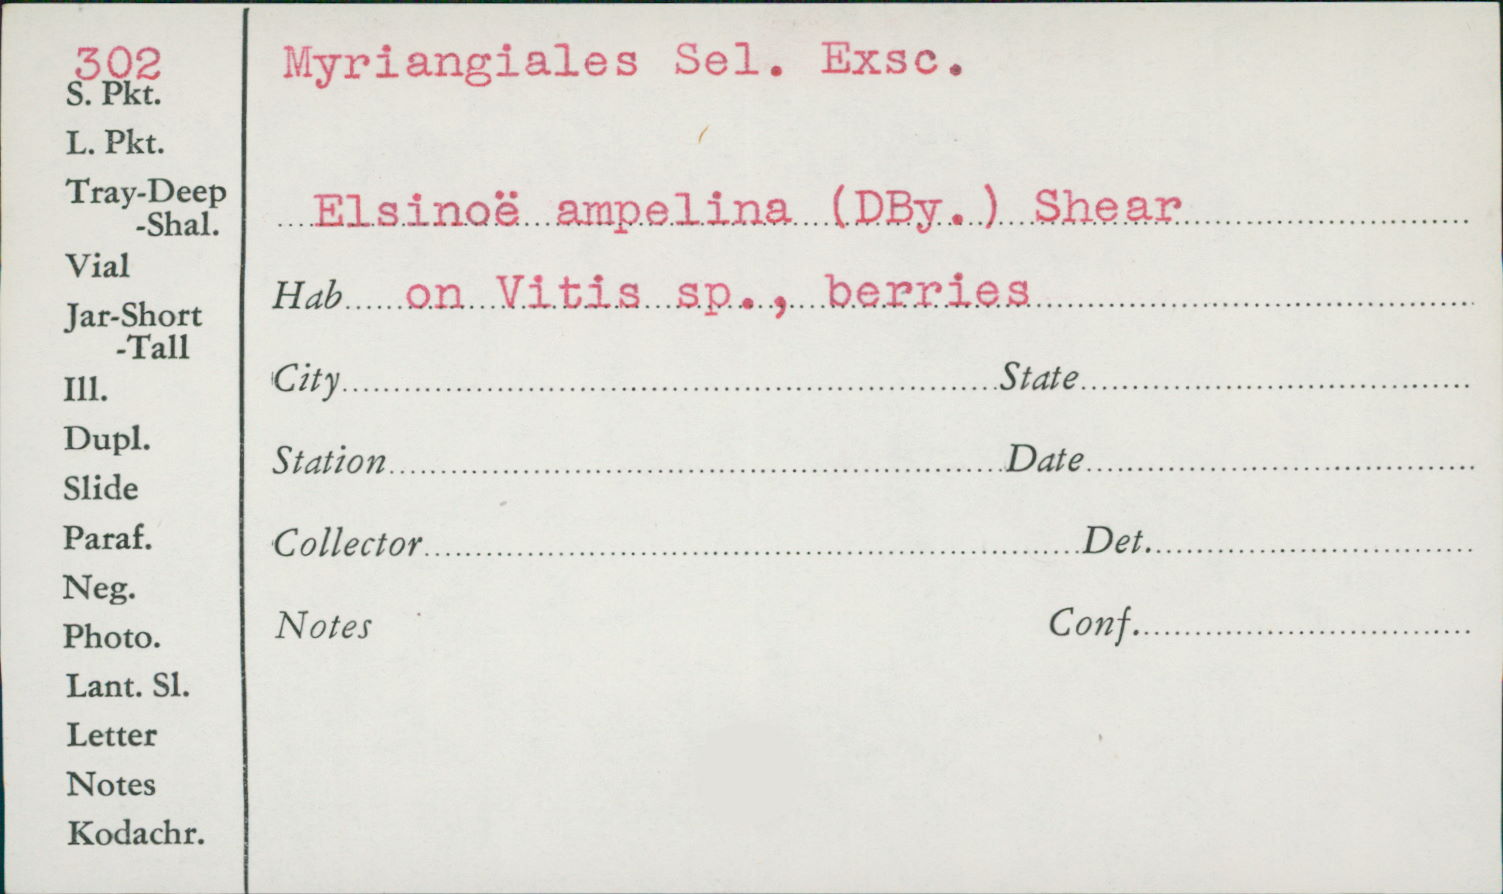 302
S. Pkt.
L. Pkt.
Tray-Deep
-Shal.
Vial
Jar-Short
-Tall
Ill.
Dupl.
Slide
Paraf.
Neg.
Photo.
Lant. Sl.
Letter
Notes
Kodachr.
Myriangiales Sel. Exsc.
Elsinoë ampelina (DBy.) Shear
Hab on Vitis sp., berries
City State
Station Date
Collector Det.
Notes Conf.